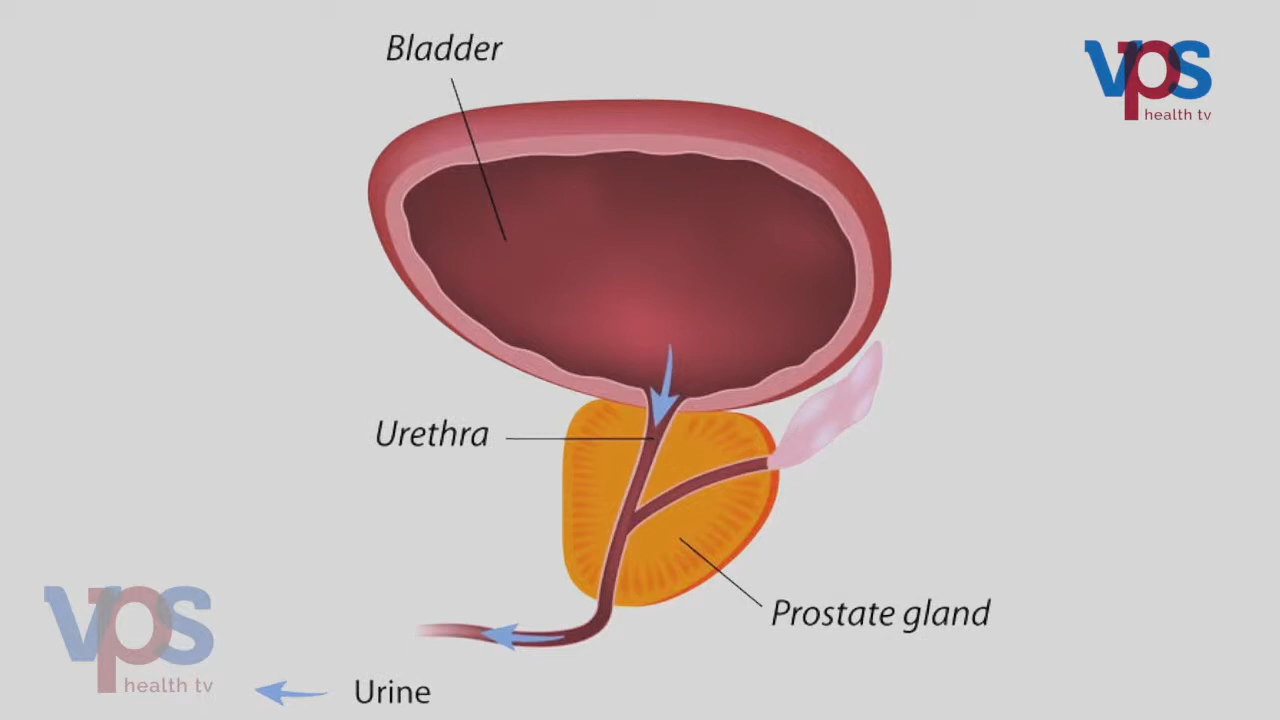 Bladder
vps
health tv
Urethra
Prostate gland
vps
health tv
Urine